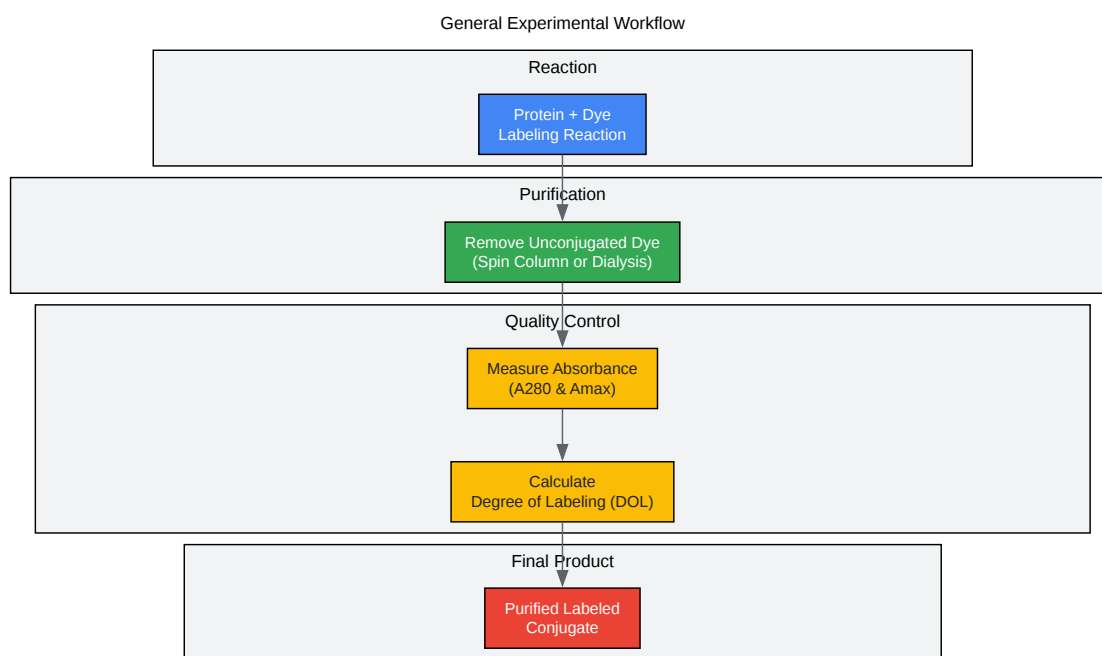 General Experimental Workflow
Reaction
Protein + Dye
Labeling Reaction
Purification
Remove Unconjugated Dye
(Spin Column or Dialysis)
Quality Control
Measure Absorbance
(A280 & Amax)
Calculate
Degree of Labeling (DOL)
Final Product
Purified Labeled
Conjugate